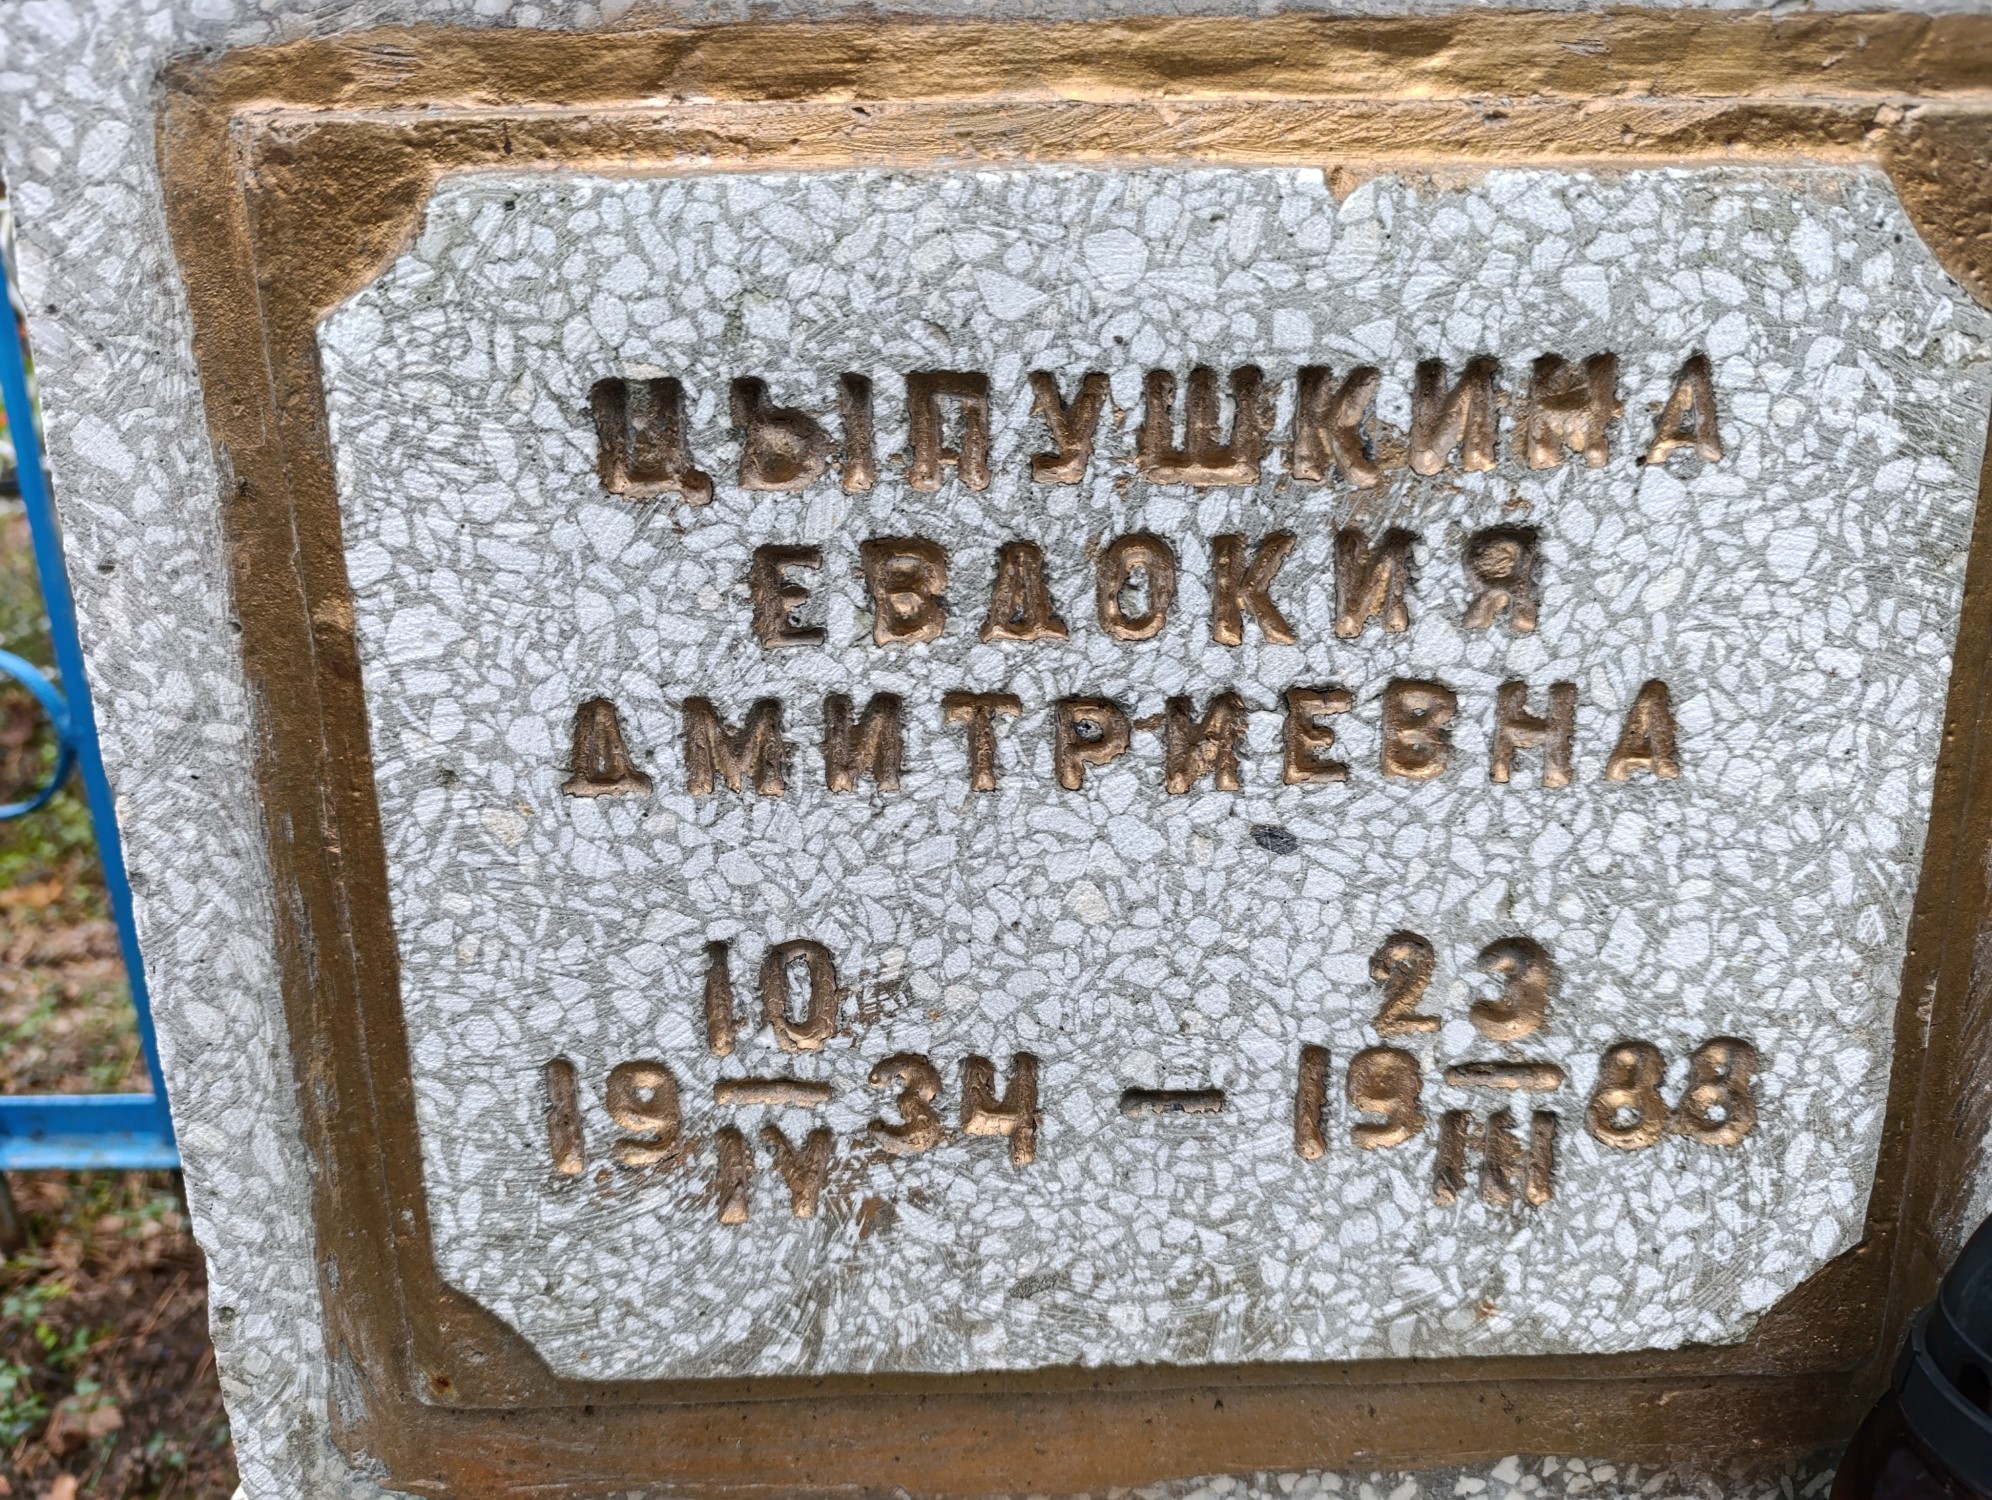 ЦЫПУШКИНА
ЕВДОКИЯ
ДМИТРИЕВНА
10 23
19 — 34 — 19 — 88
IV III